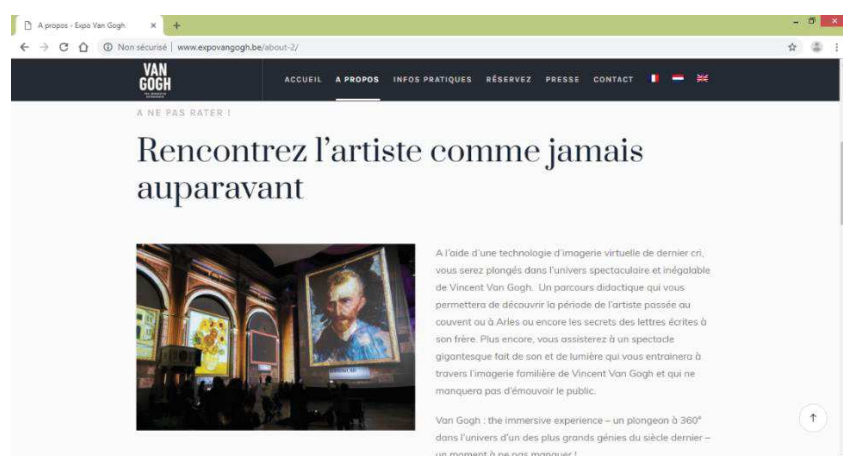 A propos - Expo Van Gogh
Non sécurisé | www.expovangogh.be/about-2/
VAN
GOGH
ACCUEIL A PROPOS INFOS PRATIQUES RÉSERVEZ PRESSE CONTACT
A NE PAS RATER !
Rencontrez l'artiste comme jamais
auparavant
A l'aide d'une technologie d'imagerie virtuelle de dernier cri,
vous serez plongés dans l'univers spectaculaire et inégalable
de Vincent Van Gogh. Un parcours didactique qui vous
permettera de découvrir la période de l'artiste passée au
couvent ou à Arles ou encore les secrets des lettres écrites à
son frère. Plus encore, vous assisterez à un spectacle
gigantesque fait de son et de lumière qui vous entrainera à
travers l'imagerie familière de Vincent Van Gogh et qui ne
manquera pas d'émouvoir le public.
Van Gogh : the immersive experience – un plongeon à 360°
dans l'univers d'un des plus grands génies du siècle dernier –
un moment à ne pas manquer !